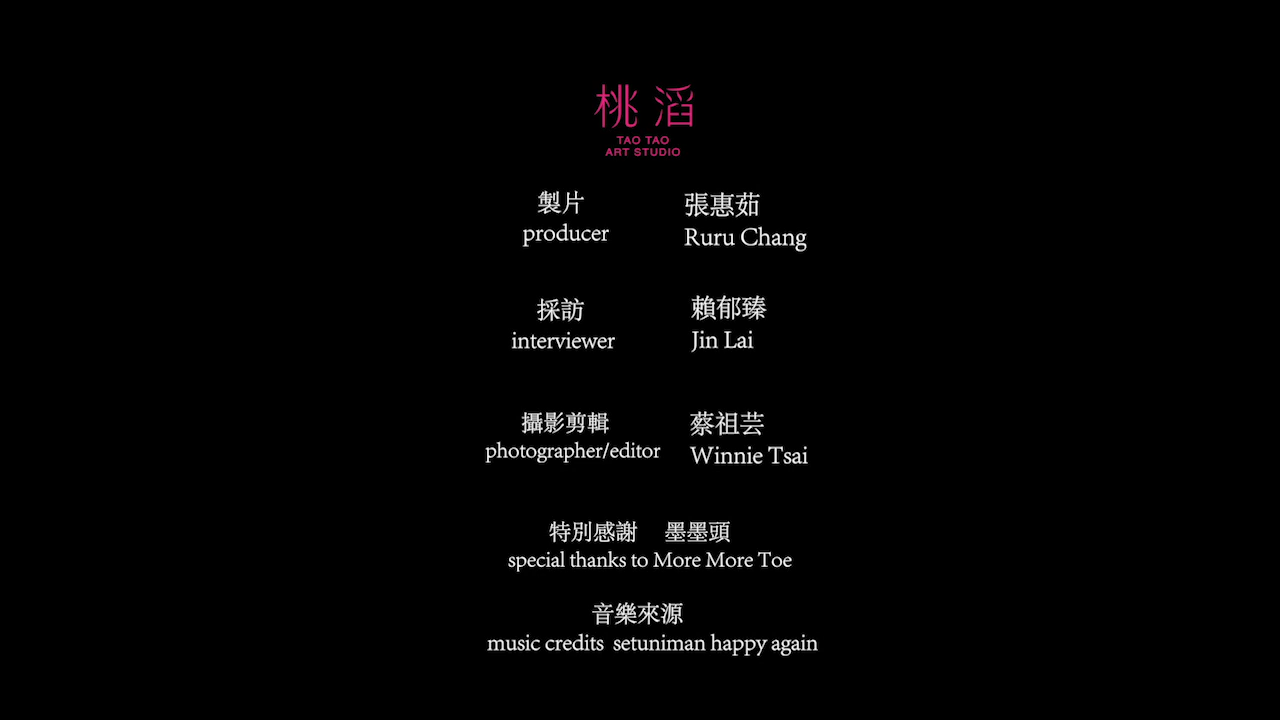 桃滔
TAO TAO
ART STUDIO
製片 張惠茹
producer Ruru Chang
採訪 賴郁臻
interviewer Jin Lai
攝影剪輯 蔡祖芸
photographer/editor Winnie Tsai
特別感謝 墨墨頭
special thanks to More More Toe
音樂來源
music credits setuniman happy again